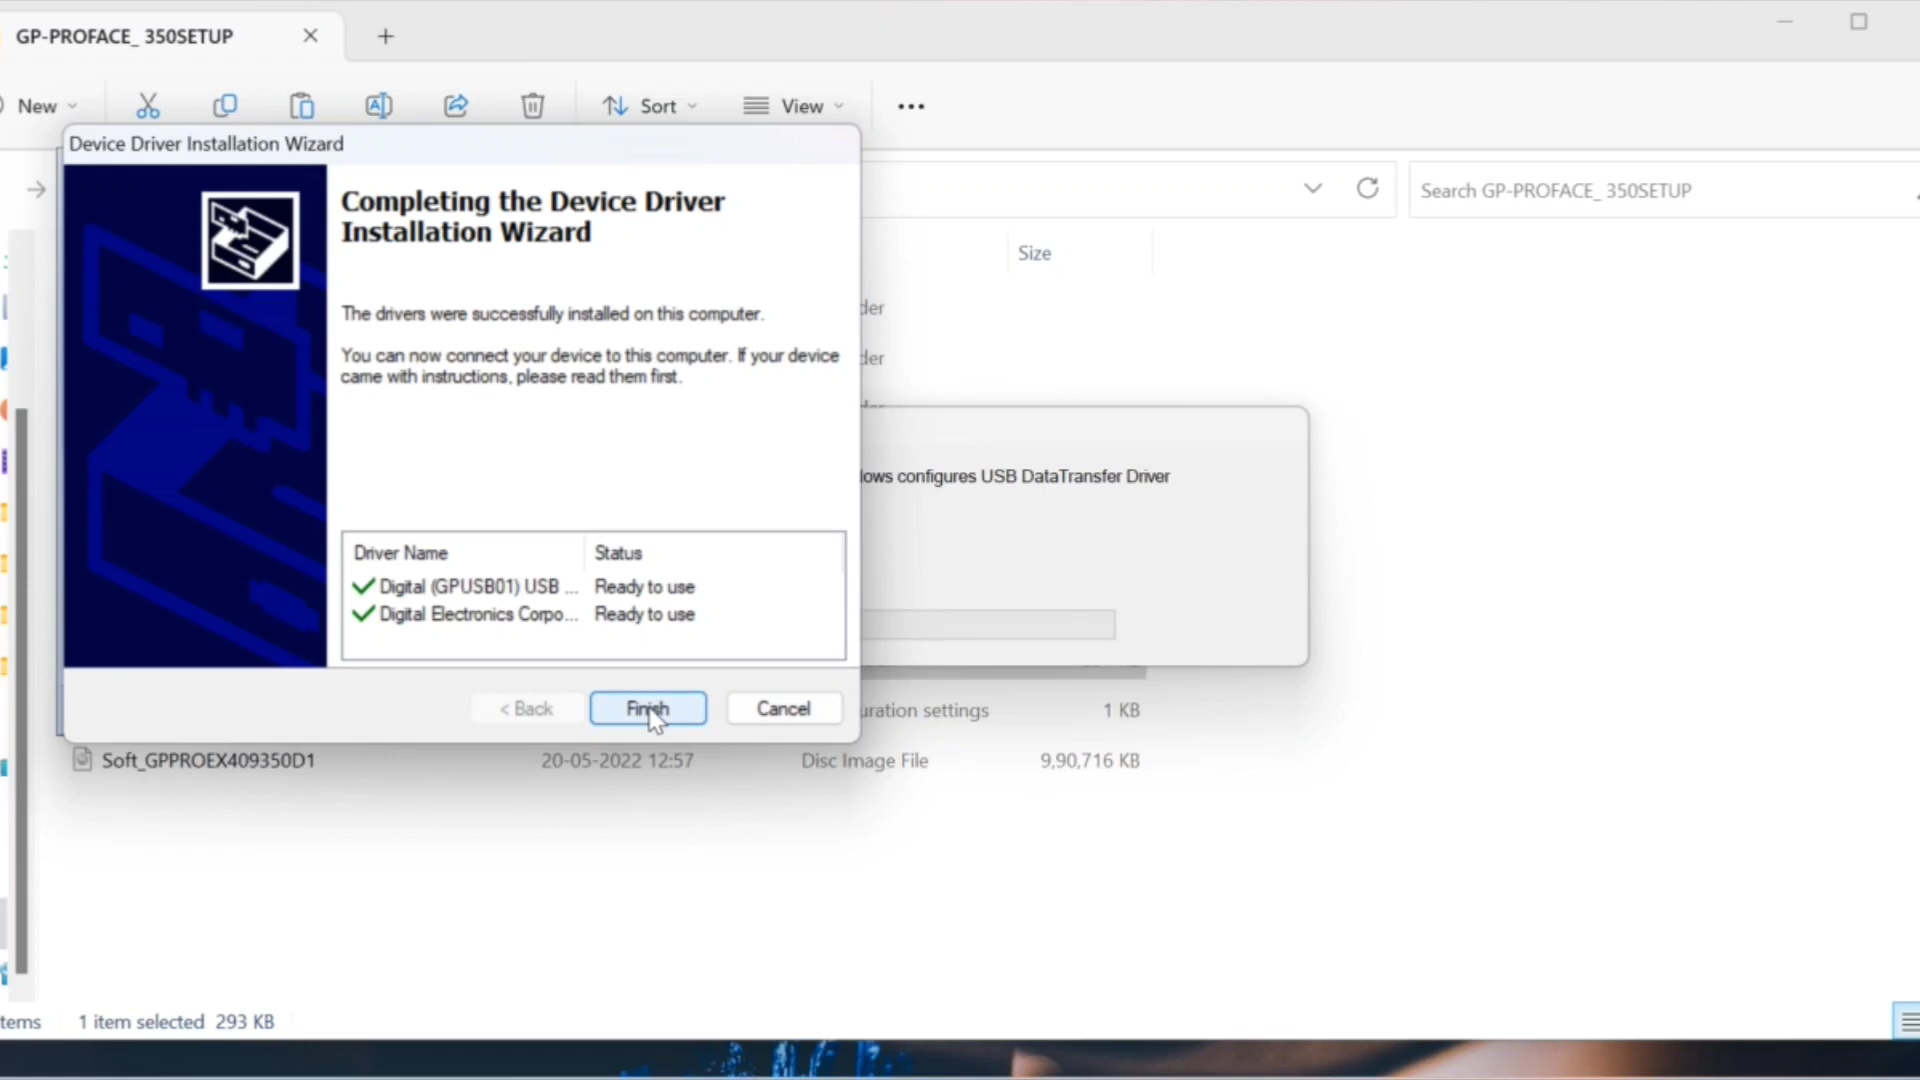 GP-PROFACE_ 350SETUP
New
Sort
View
Device Driver Installation Wizard
Search GP-PROFACE_ 350SETUP
Completing the Device Driver
Installation Wizard
Size
The drivers were successfully installed on this computer.
der
You can now connect your device to this computer. If your device
came with instructions, please read them first.
der
lows configures USB DataTransfer Driver
Driver Name Status
Digital (GPUSB01) USB ... Ready to use
Digital Electronics Corpo... Ready to use
< Back Finish Cancel
uration settings 1 KB
Soft_GPPROEX409350D1 20-05-2022 12:57 Disc Image File 9,90,716 KB
tems 1 item selected 293 KB